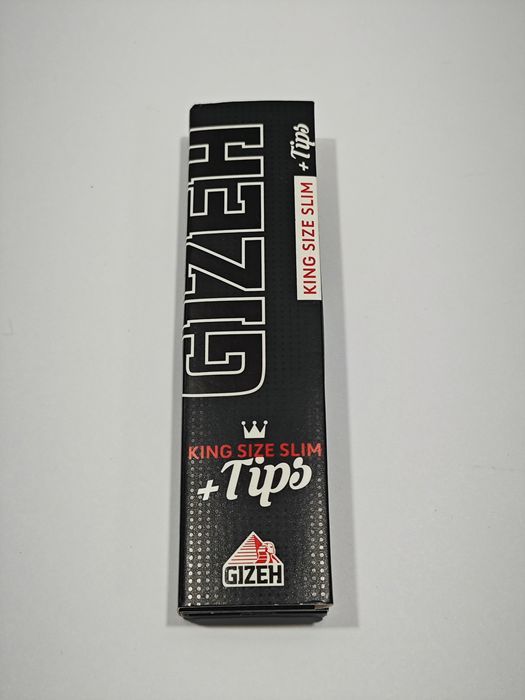 GIZEH
KING SIZE SLIM
+Tips
GIZEH
KING SIZE SLIM +Tips